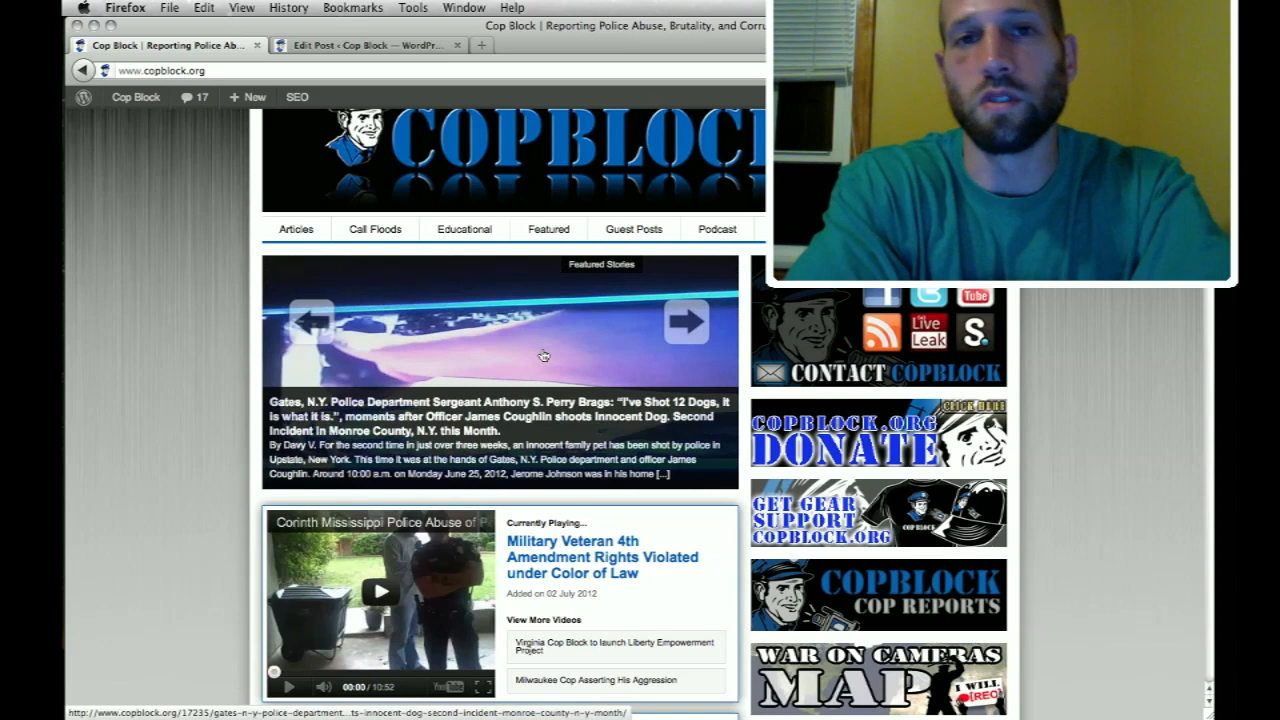 Firefox File Edit View History Bookmarks Tools Window Help
Cop Block | Reporting Police Abuse, Brutality, and Corru
Cop Block | Reporting Police Ab...
Edit Post ‹ Cop Block — WordPr...
www.copblock.org
Cop Block 17 + New SEO
COPBLOC
Articles Call Floods Educational Featured Guest Posts Podcast
Featured Stories
Gates, N.Y. Police Department Sergeant Anthony S. Perry Brags: “I've Shot 12 Dogs, it
is what it is.”, moments after Officer James Coughlin shoots Innocent Dog. Second
Incident in Monroe County, N.Y. this Month.
By Davy V. For the second time in just over three weeks, an innocent family pet has been shot by police in
Upstate, New York. This time it was at the hands of Gates, N.Y. Police department and officer James
Coughlin. Around 10:00 a.m. on Monday June 25, 2012, Jerome Johnson was in his home [...]
Corinth Mississippi Police Abuse of P
00:00 / 10:52
YouTube
Currently Playing...
Military Veteran 4th
Amendment Rights Violated
under Color of Law
Added on 02 July 2012
View More Videos
Virginia Cop Block to launch Liberty Empowerment
Project
Milwaukee Cop Asserting His Aggression
Tube
Live
Leak
S.
CONTACT COPBLOCK
CLICK HERE
COPBLOCK.ORG
DONATE
GET GEAR
SUPPORT
COPBLOCK.ORG
COP BLOCK
COPBLOCK
COP REPORTS
WAR ON CAMERAS
MAP
I WILL
[REC]
http://www.copblock.org/17235/gates-n-y-police-department...ts-innocent-dog-second-incident-monroe-county-n-y-month/